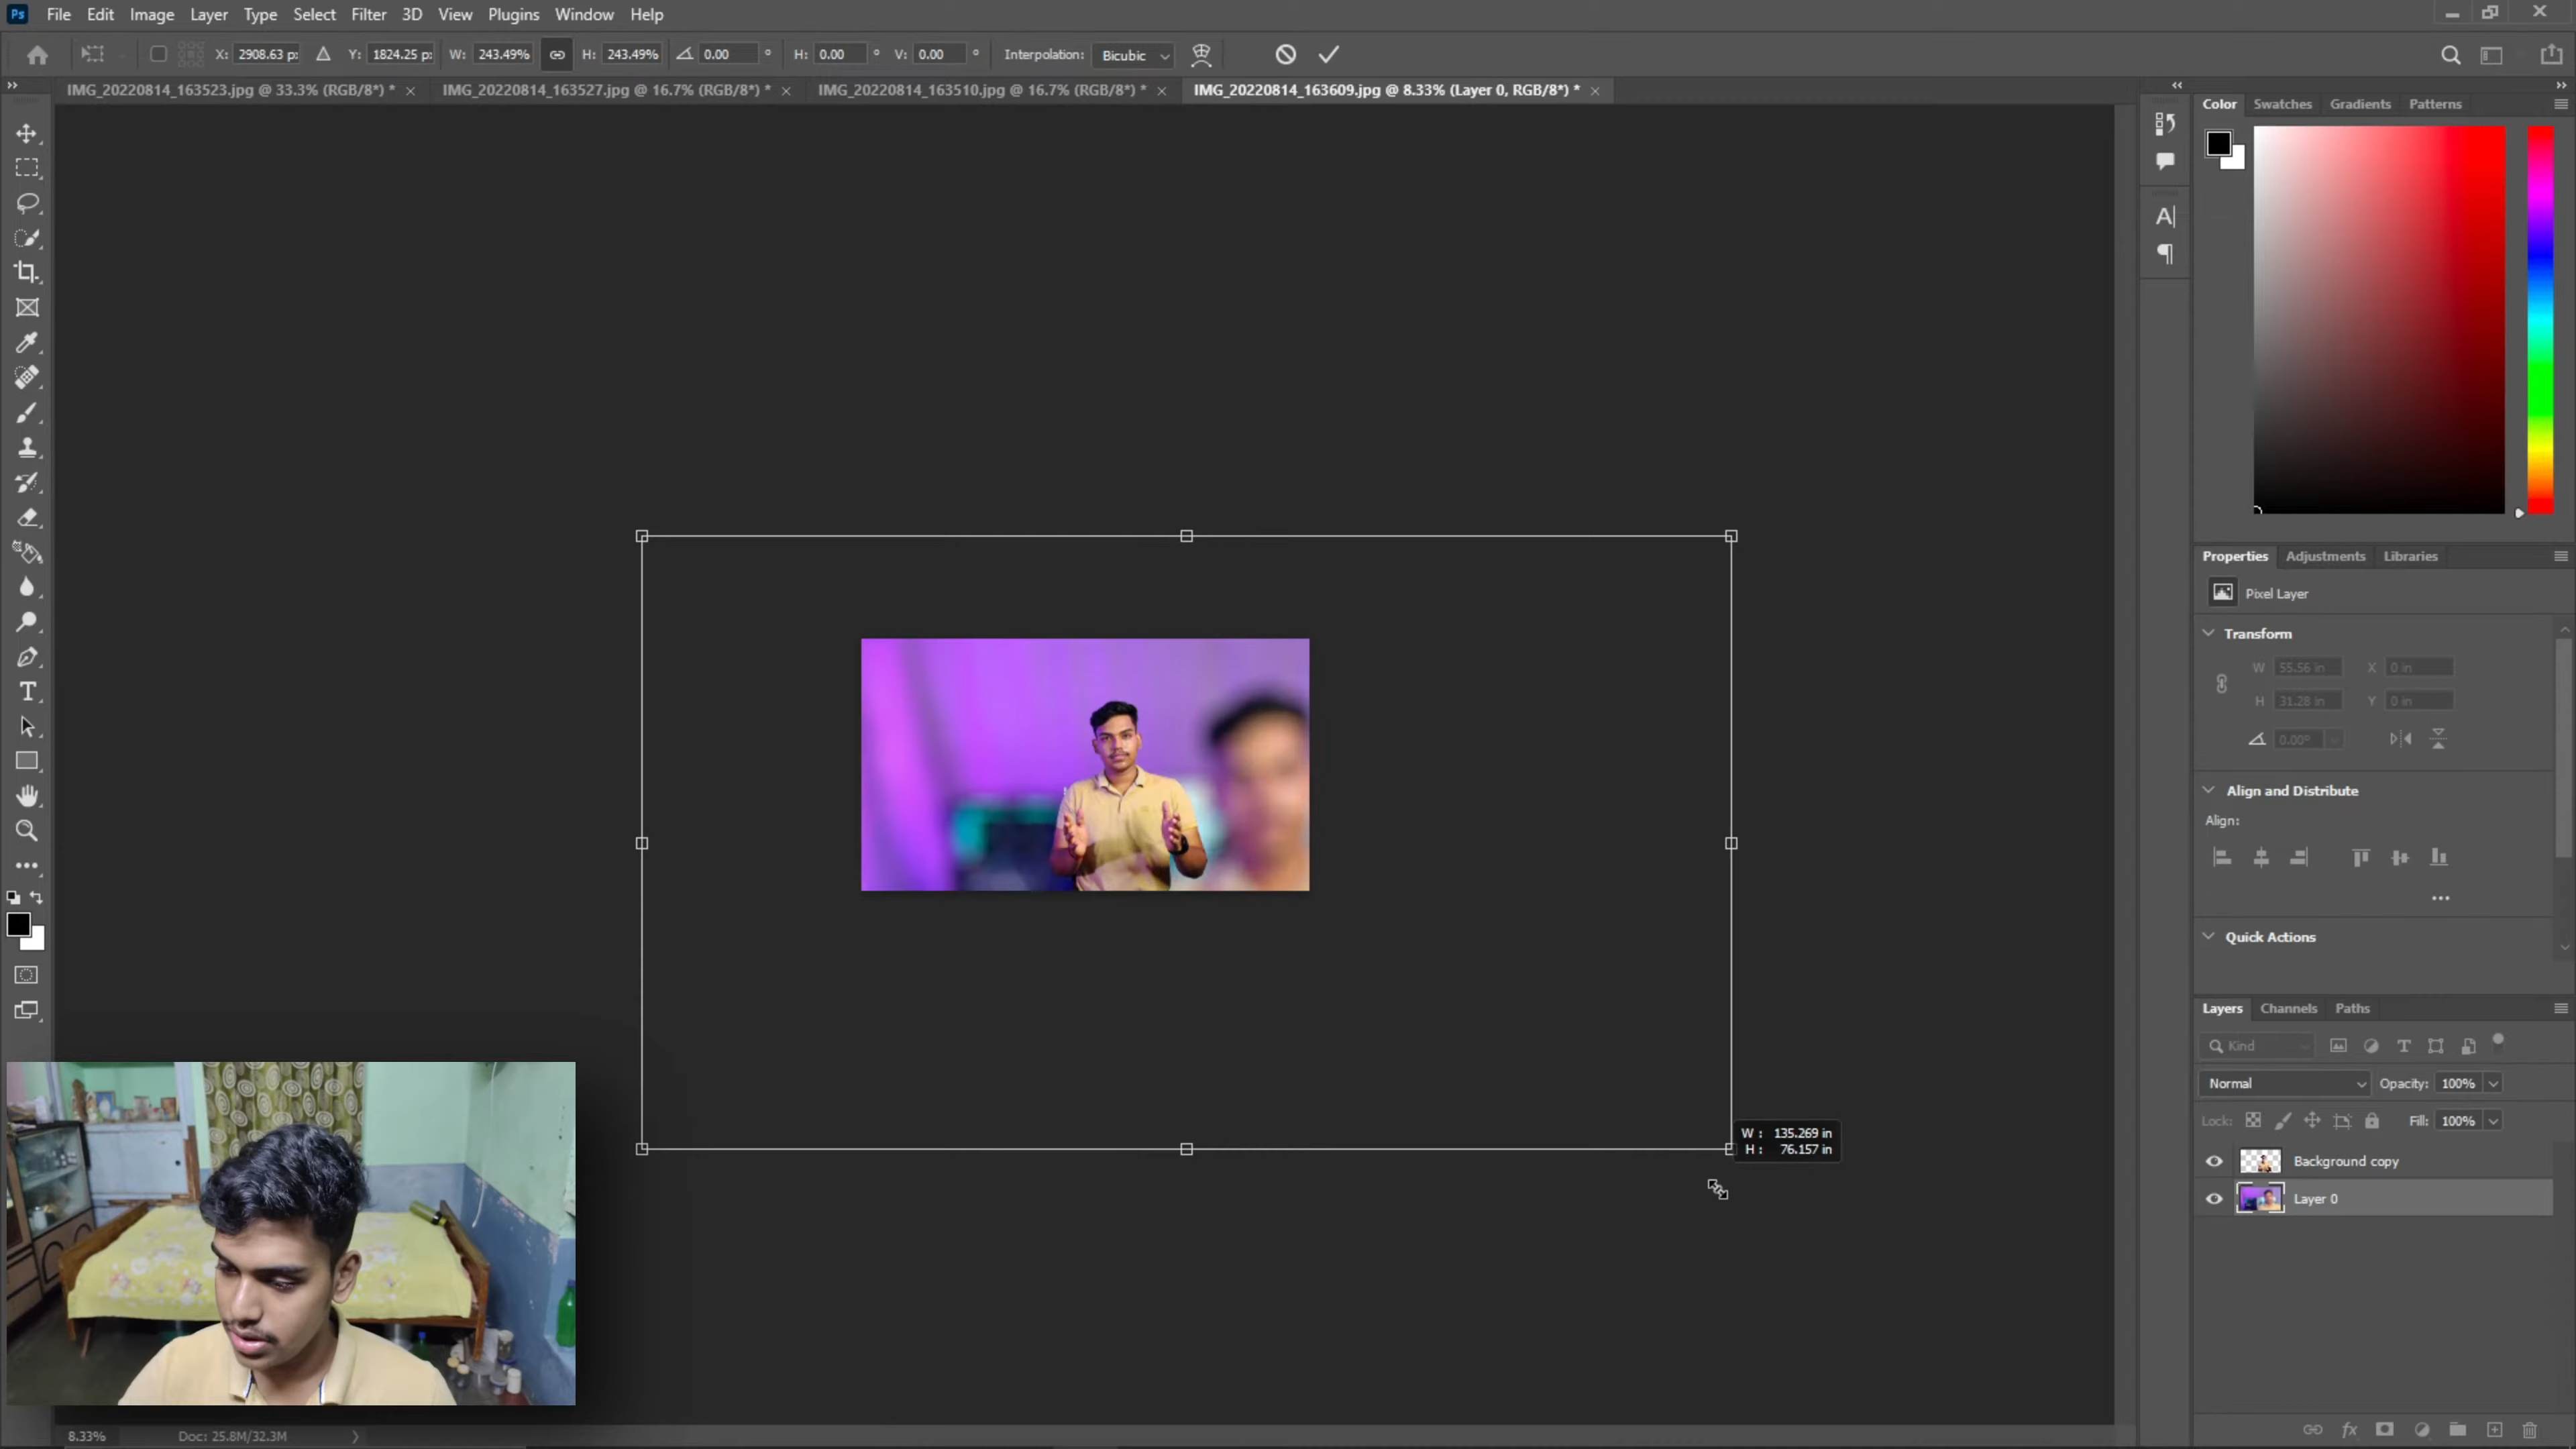 Ps File Edit Image Layer Type Select Filter 3D View Plugins Window Help
X: 2908.63 px Y: 1824.25 px W: 243.49% H: 243.49% 0.00 ° H: 0.00 ° V: 0.00 ° Interpolation: Bicubic
IMG_20220814_163523.jpg @ 33.3% (RGB/8*) * IMG_20220814_163527.jpg @ 16.7% (RGB/8*) * IMG_20220814_163510.jpg @ 16.7% (RGB/8*) * IMG_20220814_163609.jpg @ 8.33% (Layer 0, RGB/8*) *
Color Swatches Gradients Patterns
Properties Adjustments Libraries
Pixel Layer
Transform
W 55.56 in X 0 in
H 31.28 in Y 0 in
0.00°
Align and Distribute
Align:
Quick Actions
Layers Channels Paths
Kind
Normal Opacity: 100%
Lock: Fill: 100%
Background copy
Layer 0
W : 135.269 in
H : 76.157 in
8.33% Doc: 25.8M/32.3M